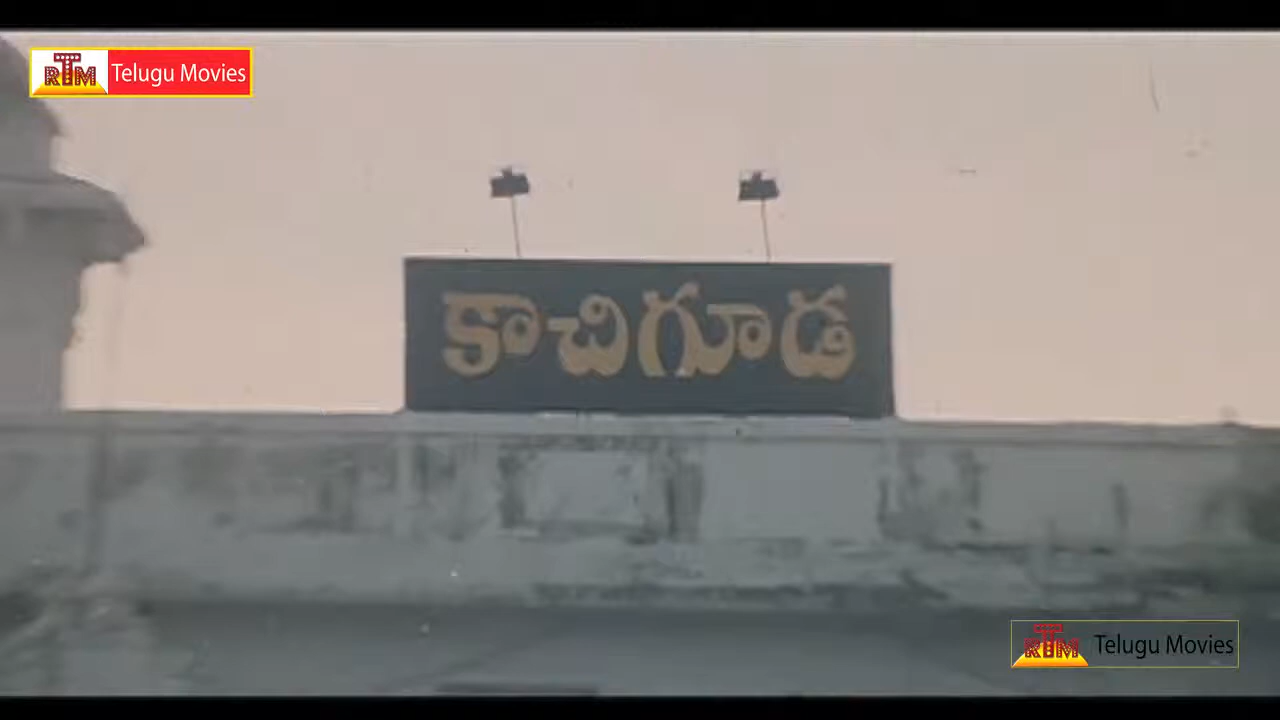 RTM Telugu Movies
కాచిగూడ
RTM Telugu Movies